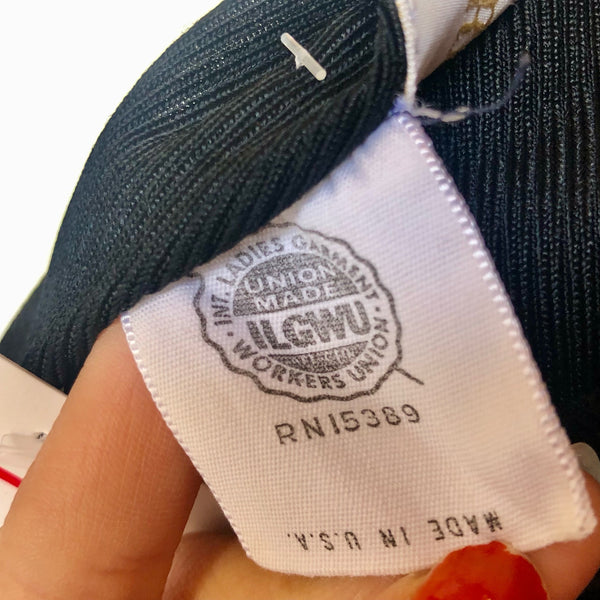 INT. LADIES GARMENT
WORKERS UNION
UNION
MADE
ILGWU
RN15389
MADE IN U.S.A.